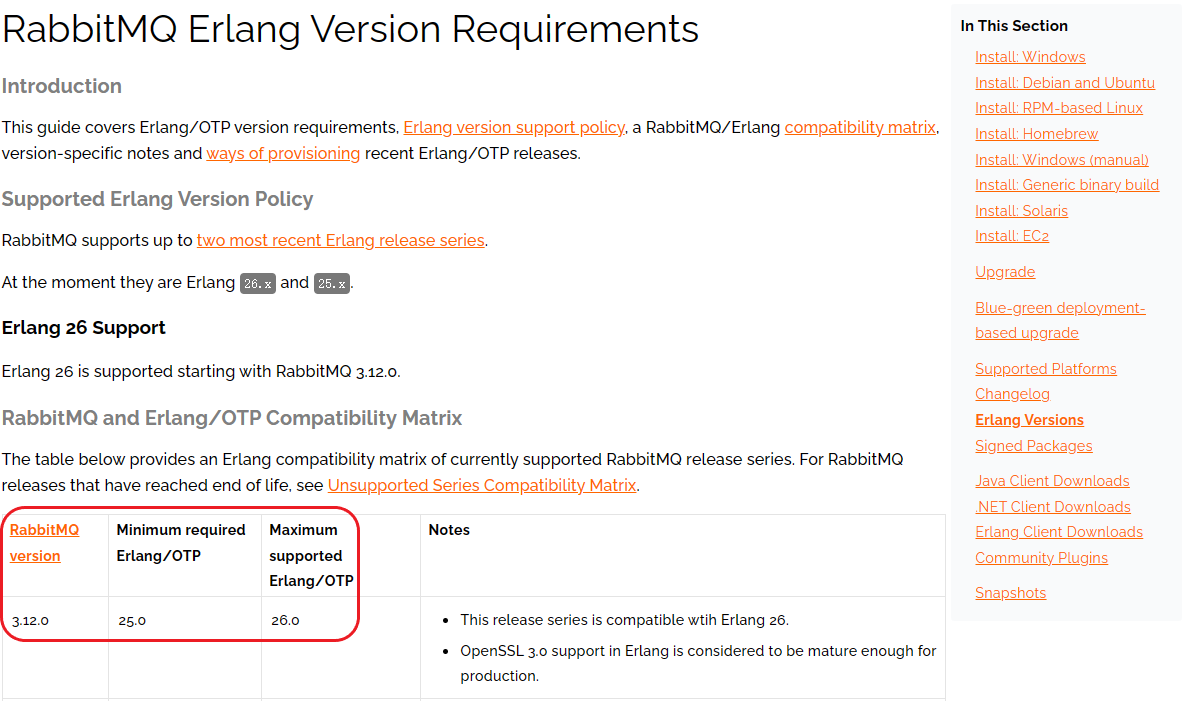 RabbitMQ Erlang Version Requirements
Introduction
This guide covers Erlang/OTP version requirements, Erlang version support policy, a RabbitMQ/Erlang compatibility matrix,
version-specific notes and ways of provisioning recent Erlang/OTP releases.
Supported Erlang Version Policy
RabbitMQ supports up to two most recent Erlang release series.
At the moment they are Erlang 26.x and 25.x.
Erlang 26 Support
Erlang 26 is supported starting with RabbitMQ 3.12.0.
RabbitMQ and Erlang/OTP Compatibility Matrix
The table below provides an Erlang compatibility matrix of currently supported RabbitMQ release series. For RabbitMQ
releases that have reached end of life, see Unsupported Series Compatibility Matrix.
RabbitMQ
version
Minimum required
Erlang/OTP
Maximum
supported
Erlang/OTP
Notes
3.12.0
25.0
26.0
• This release series is compatible wtih Erlang 26.
• OpenSSL 3.0 support in Erlang is considered to be mature enough for
production.
In This Section
Install: Windows
Install: Debian and Ubuntu
Install: RPM-based Linux
Install: Homebrew
Install: Windows (manual)
Install: Generic binary build
Install: Solaris
Install: EC2
Upgrade
Blue-green deployment-
based upgrade
Supported Platforms
Changelog
Erlang Versions
Signed Packages
Java Client Downloads
.NET Client Downloads
Erlang Client Downloads
Community Plugins
Snapshots